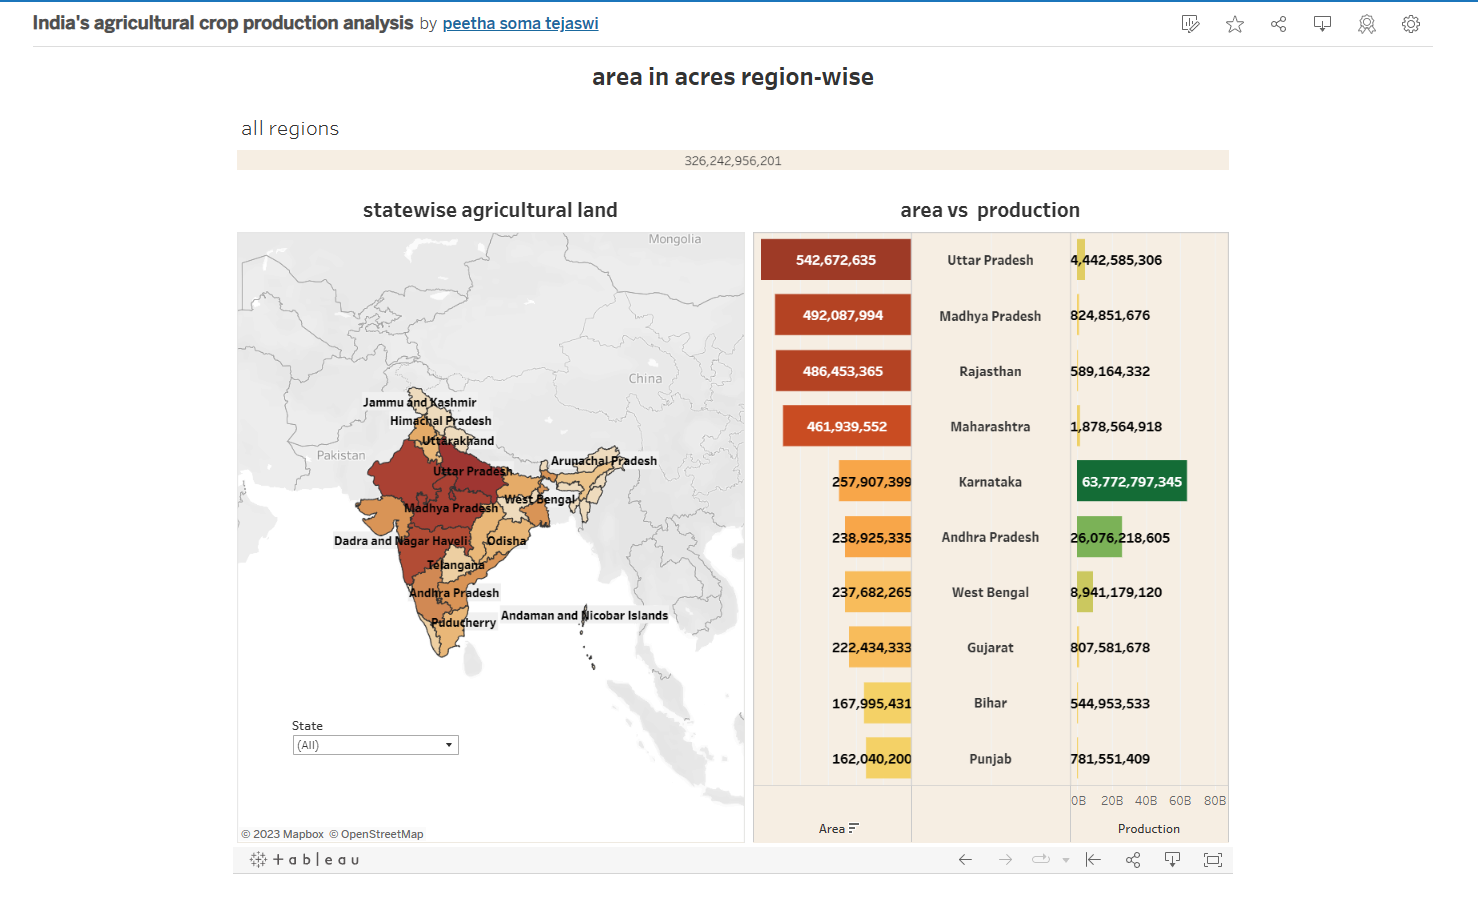 India's agricultural crop production analysis by peetha soma tejaswi
area in acres region-wise
all regions
326,242,956,201
statewise agricultural land
Mongolia
China
Jammu and Kashmir
Himachal Pradesh
Uttarakhand
Pakistan
Arunachal Pradesh
Uttar Pradesh
West Bengal
Madhya Pradesh
Dadra and Nagar Haveli
Odisha
Telangana
Andhra Pradesh
Andaman and Nicobar Islands
Puducherry
State
(All)
© 2023 Mapbox © OpenStreetMap
area vs production
542,672,635 Uttar Pradesh 4,442,585,306
492,087,994 Madhya Pradesh 824,851,676
486,453,365 Rajasthan 589,164,332
461,939,552 Maharashtra 1,878,564,918
257,907,399 Karnataka 63,772,797,345
238,925,335 Andhra Pradesh 26,076,218,605
237,682,265 West Bengal 8,941,179,120
222,434,333 Gujarat 807,581,678
167,995,431 Bihar 544,953,533
162,040,200 Punjab 781,551,409
0B 20B 40B 60B 80B
Area Production
+ a b | e a u